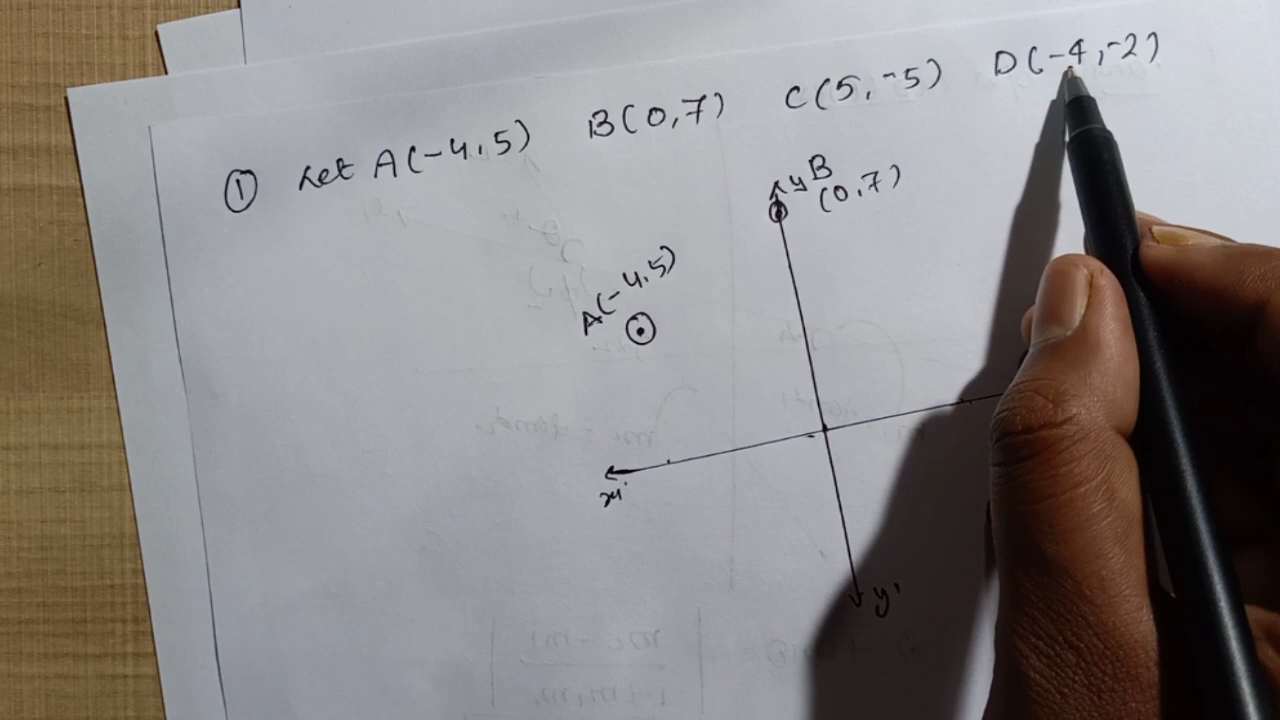 ① Let A(-4,5) B(0,7) C(5,-5) D(-4,-2)
y B
(0,7)
A(-4,5)
x'
y'